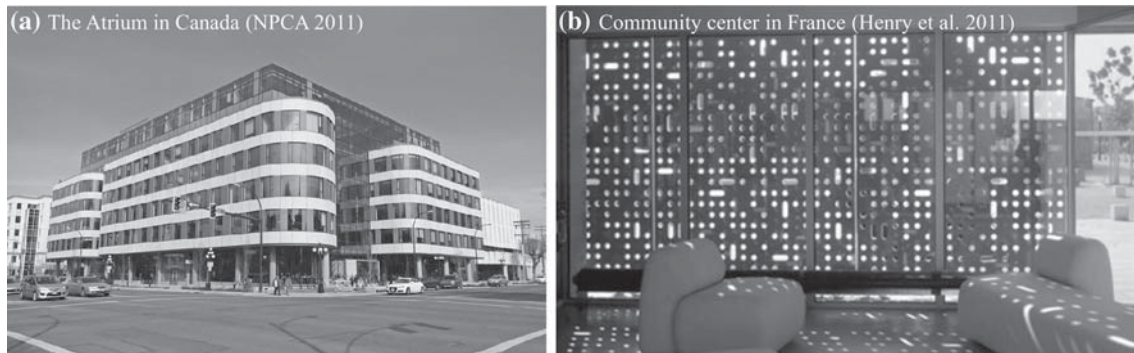 (a) The Atrium in Canada (NPCA 2011)
(b) Community center in France (Henry et al. 2011)